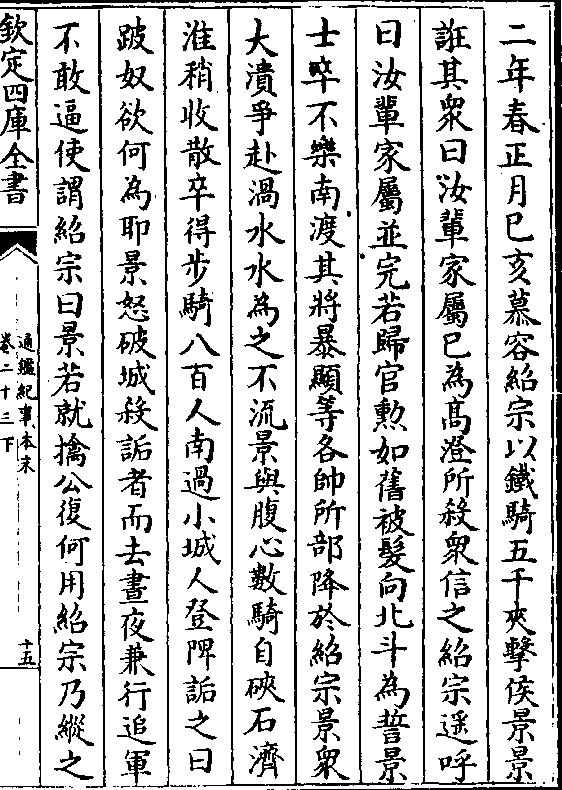 二年春正月己亥慕容紹宗以鐵騎五千夾擊侯景景
誑其衆曰汝輩家屬已為高澄所殺衆信之紹宗遥呼
曰汝輩家屬並完若歸官勲如舊被髮向北斗為誓景
士卒不樂南渡其將暴顯等各帥所部降於紹宗景衆
大潰爭赴渦水水為之不流景與腹心數騎自硤石濟
淮稍收散卒得步騎八百人南過小城人登陴詬之曰
跛奴欲何為耶景怒破城殺詬者而去晝夜兼行追軍
不敢逼使謂紹宗曰景若就擒公復何用紹宗乃縱之
欽定四庫全書
通鑑紀事本末
卷二十三下
十五